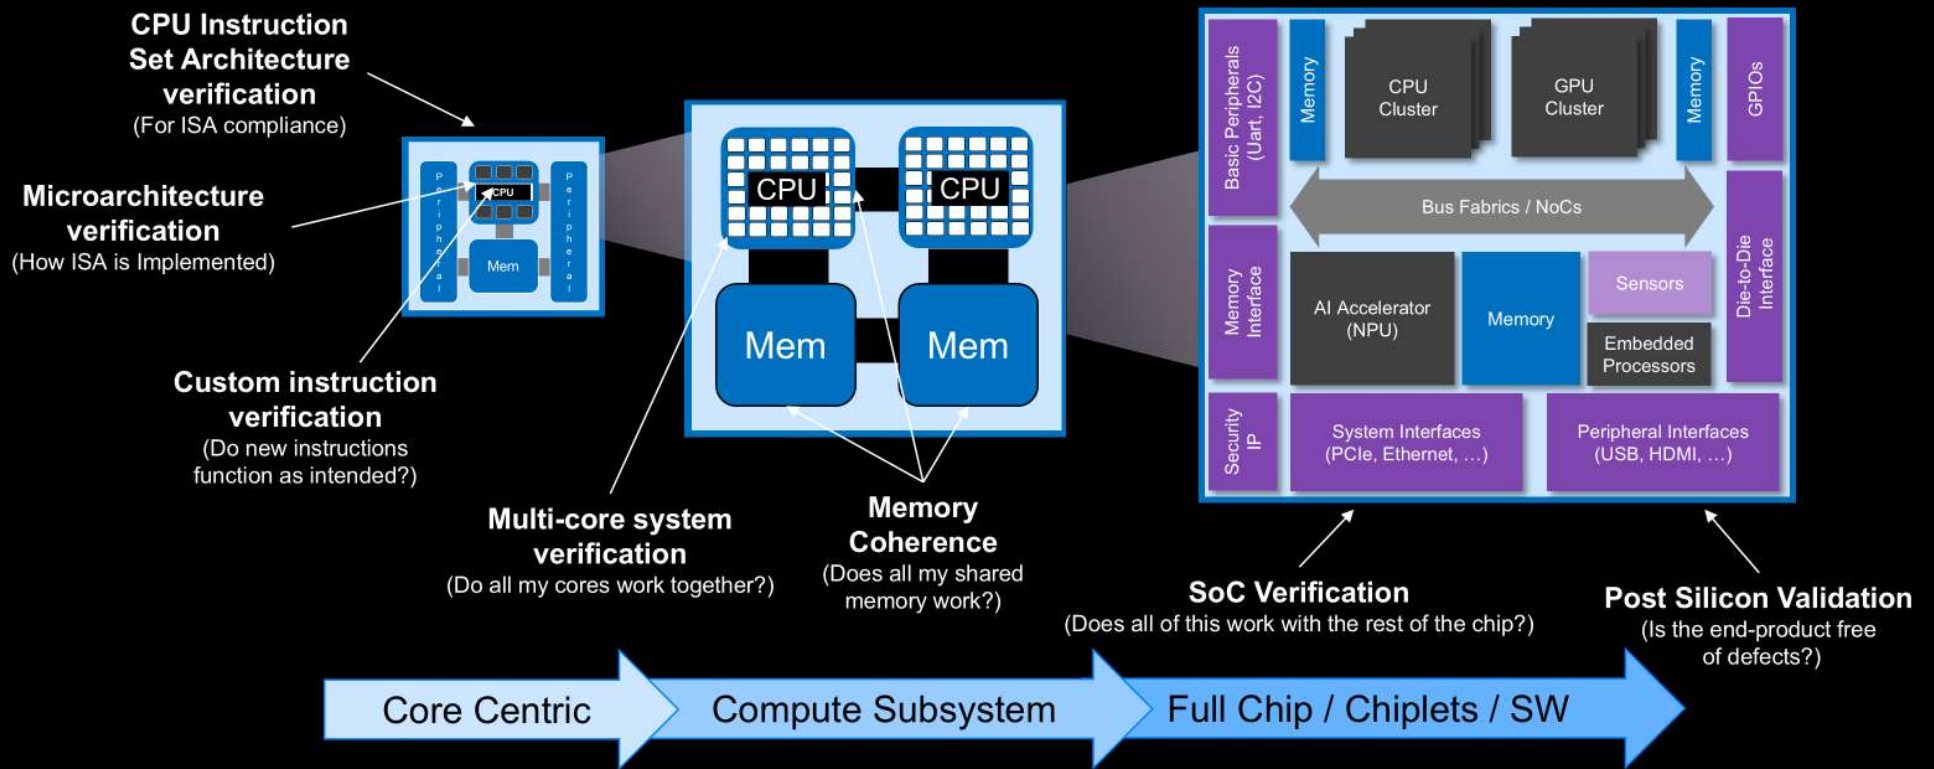 CPU Instruction
Set Architecture
verification
(For ISA compliance)
Microarchitecture
verification
(How ISA is Implemented)
Custom instruction
verification
(Do new instructions
function as intended?)
Peripheral
CPU
Mem
Peripheral
CPU
CPU
Mem
Mem
Multi-core system
verification
(Do all my cores work together?)
Memory
Coherence
(Does all my shared
memory work?)
Basic Peripherals
(Uart, I2C)
Memory
CPU
Cluster
GPU
Cluster
Memory
GPIOs
Bus Fabrics / NoCs
Memory
Interface
AI Accelerator
(NPU)
Memory
Sensors
Embedded
Processors
Die-to-Die
Interface
Security
IP
System Interfaces
(PCIe, Ethernet, ...)
Peripheral Interfaces
(USB, HDMI, ...)
SoC Verification
(Does all of this work with the rest of the chip?)
Post Silicon Validation
(Is the end-product free
of defects?)
Core Centric
Compute Subsystem
Full Chip / Chiplets / SW